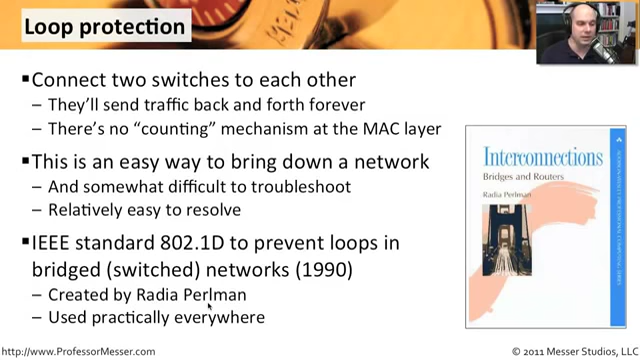 Loop protection
▪Connect two switches to each other
– They'll send traffic back and forth forever
– There's no “counting” mechanism at the MAC layer
▪This is an easy way to bring down a network
– And somewhat difficult to troubleshoot
– Relatively easy to resolve
▪IEEE standard 802.1D to prevent loops in
bridged (switched) networks (1990)
– Created by Radia Perlman
– Used practically everywhere
Interconnections
Bridges and Routers
Radia Perlman
http://www.ProfessorMesser.com
© 2011 Messer Studios, LLC